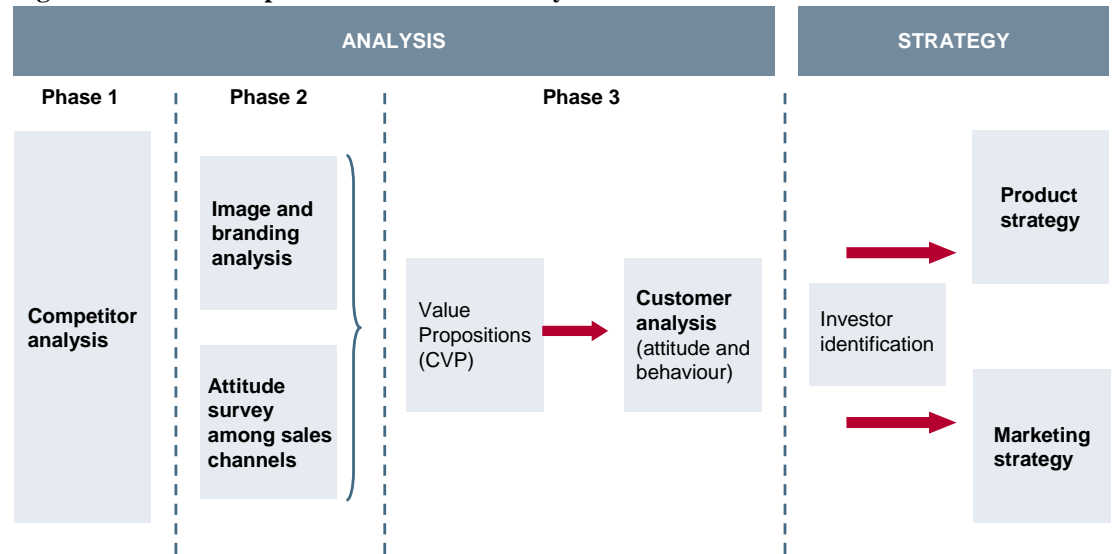 ANALYSIS
STRATEGY
Phase 1
Phase 2
Phase 3
Competitor
analysis
Image and
branding
analysis
Attitude
survey
among sales
channels
Value
Propositions
(CVP)
Customer
analysis
(attitude and
behaviour)
Investor
identification
Product
strategy
Marketing
strategy